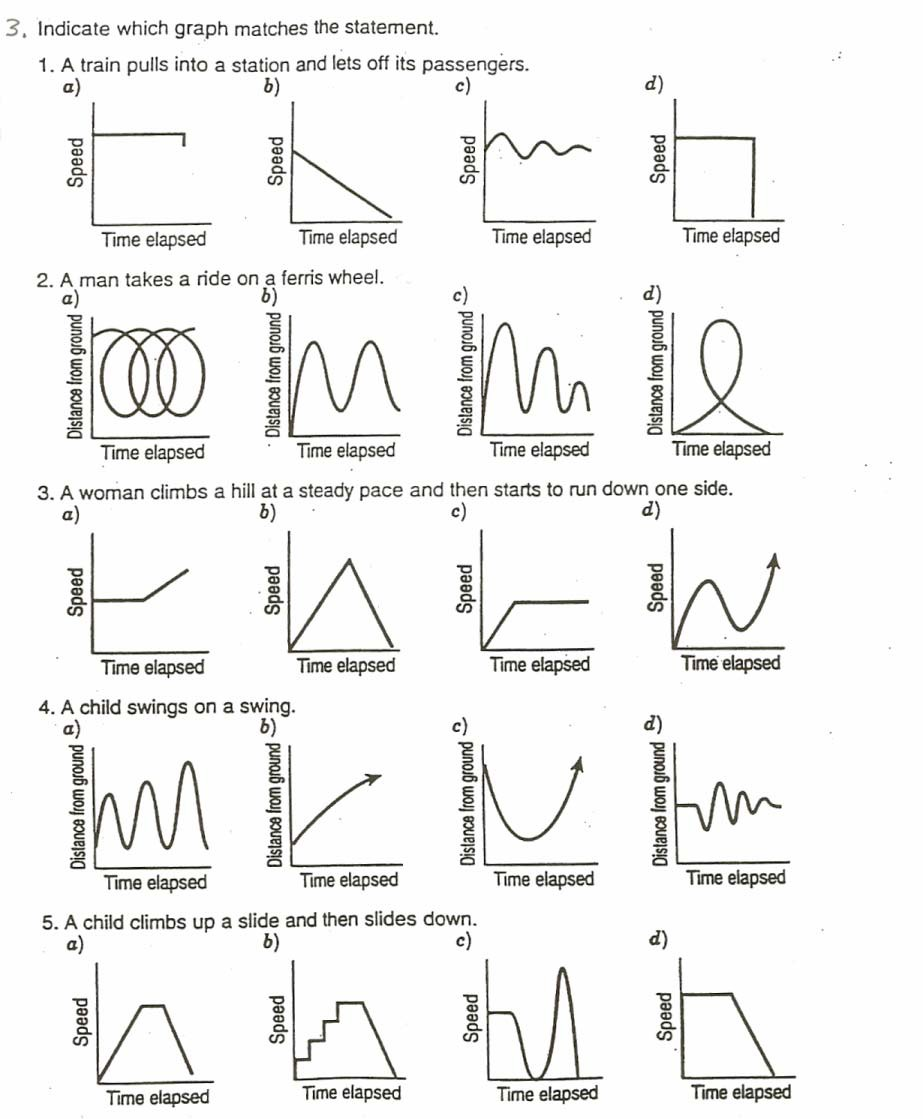 3. Indicate which graph matches the statement.
1. A train pulls into a station and lets off its passengers.
a) b) c) d)
Speed Speed Speed Speed
Time elapsed Time elapsed Time elapsed Time elapsed
2. A man takes a ride on a ferris wheel.
a) b) c) d)
Distance from ground Distance from ground Distance from ground Distance from ground
Time elapsed Time elapsed Time elapsed Time elapsed
3. A woman climbs a hill at a steady pace and then starts to run down one side.
a) b) c) d)
Speed Speed Speed Speed
Time elapsed Time elapsed Time elapsed Time elapsed
4. A child swings on a swing.
a) b) c) d)
Distance from ground Distance from ground Distance from ground Distance from ground
Time elapsed Time elapsed Time elapsed Time elapsed
5. A child climbs up a slide and then slides down.
a) b) c) d)
Speed Speed Speed Speed
Time elapsed Time elapsed Time elapsed Time elapsed